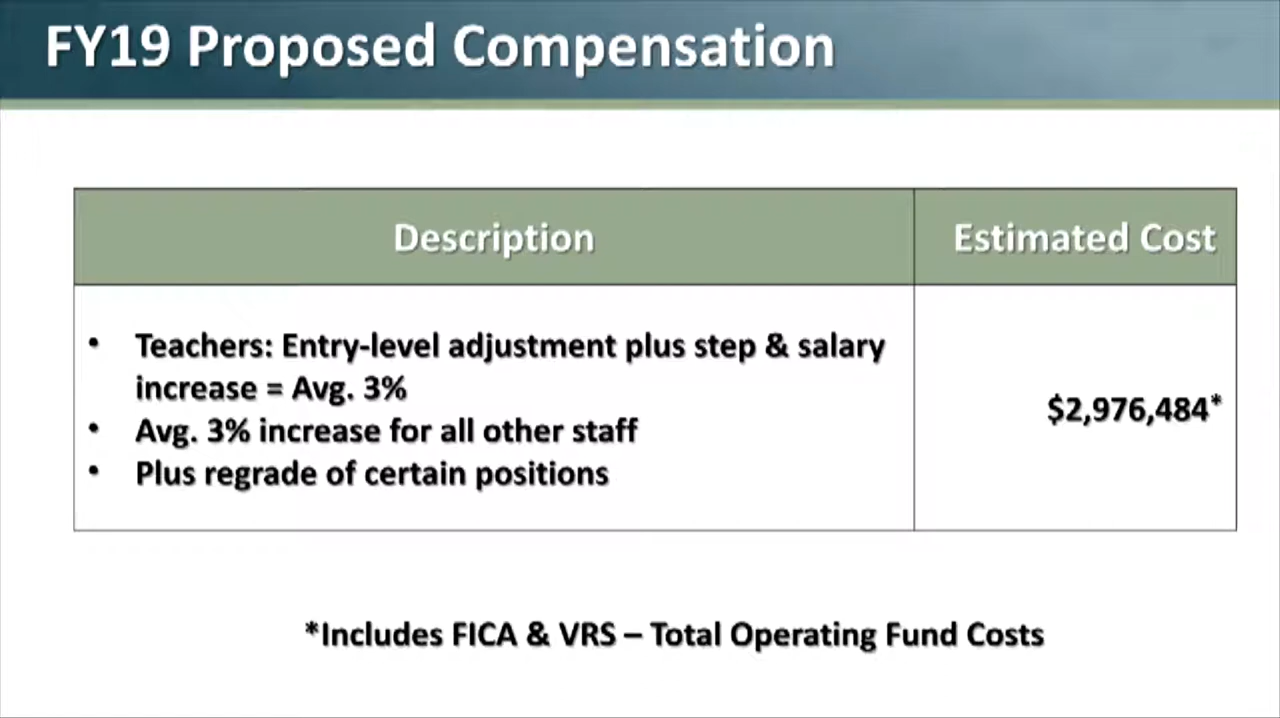 FY19 Proposed Compensation
Description
Estimated Cost
• Teachers: Entry-level adjustment plus step & salary
increase = Avg. 3%
• Avg. 3% increase for all other staff
• Plus regrade of certain positions
$2,976,484*
*Includes FICA & VRS – Total Operating Fund Costs